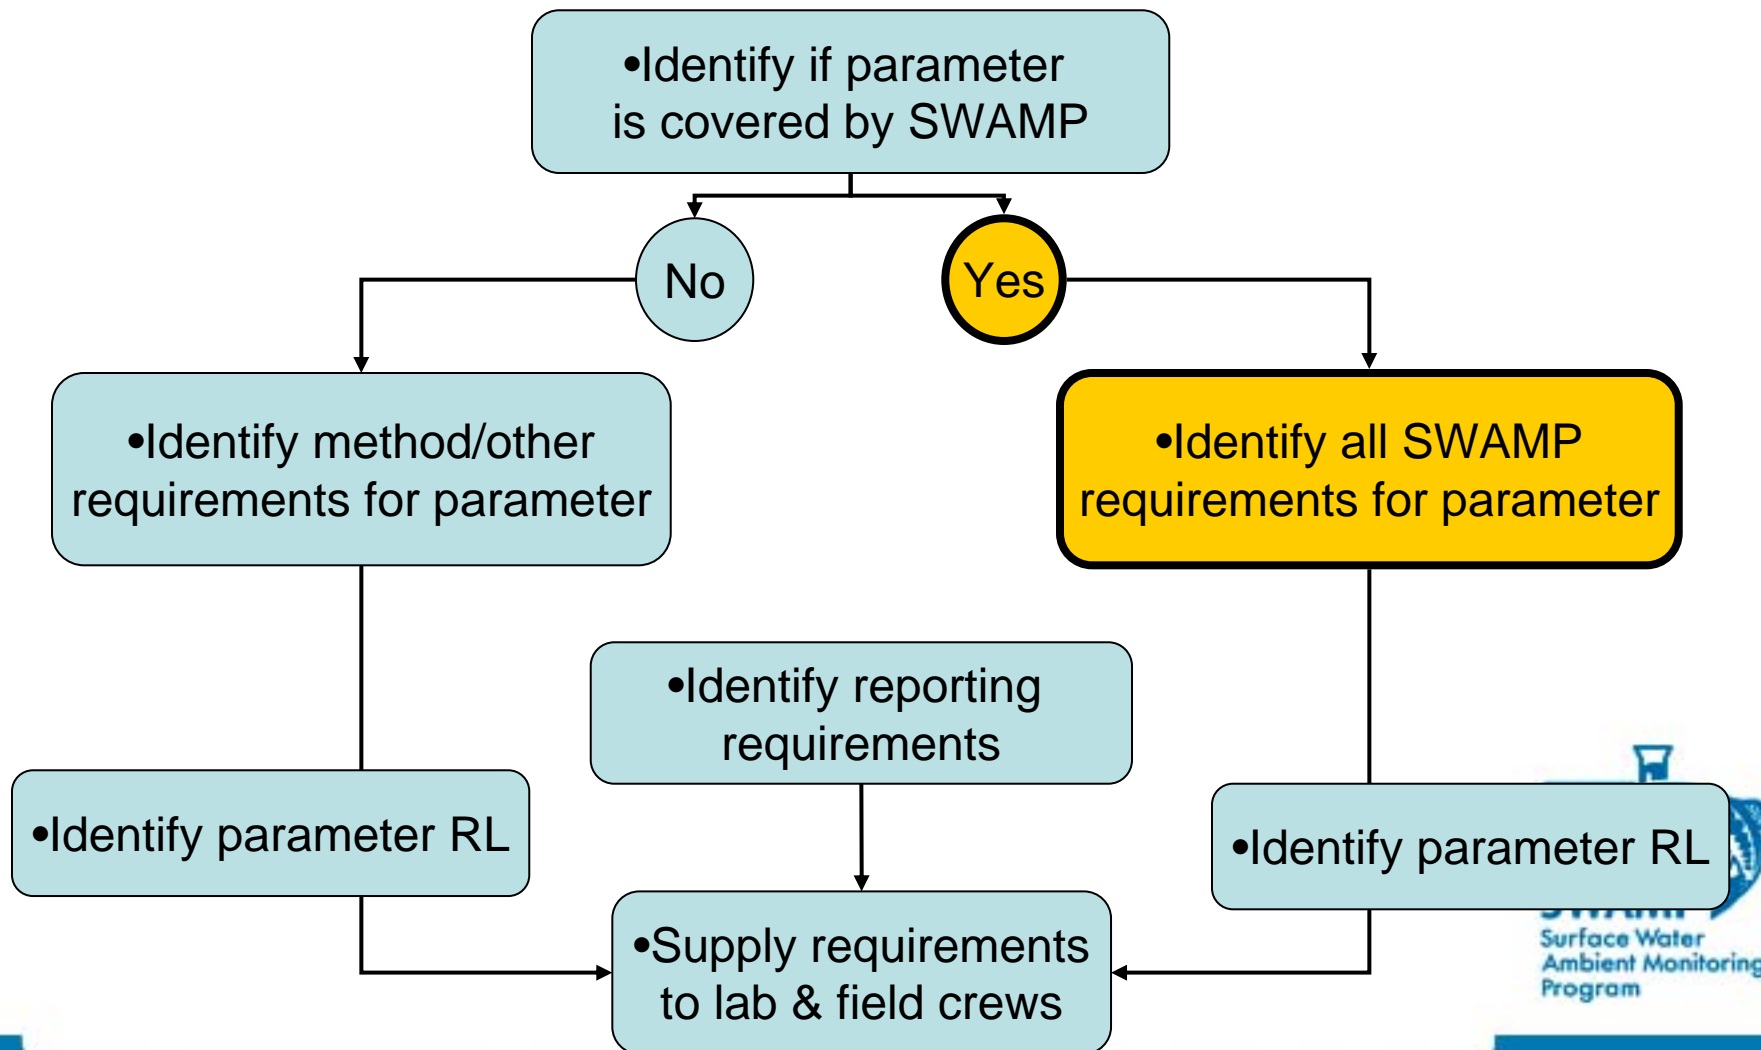 •Identify if parameter
is covered by SWAMP
No
Yes
•Identify method/other
requirements for parameter
•Identify all SWAMP
requirements for parameter
•Identify reporting
requirements
•Identify parameter RL
•Identify parameter RL
•Supply requirements
to lab & field crews
SWAMP
Surface Water
Ambient Monitoring
Program